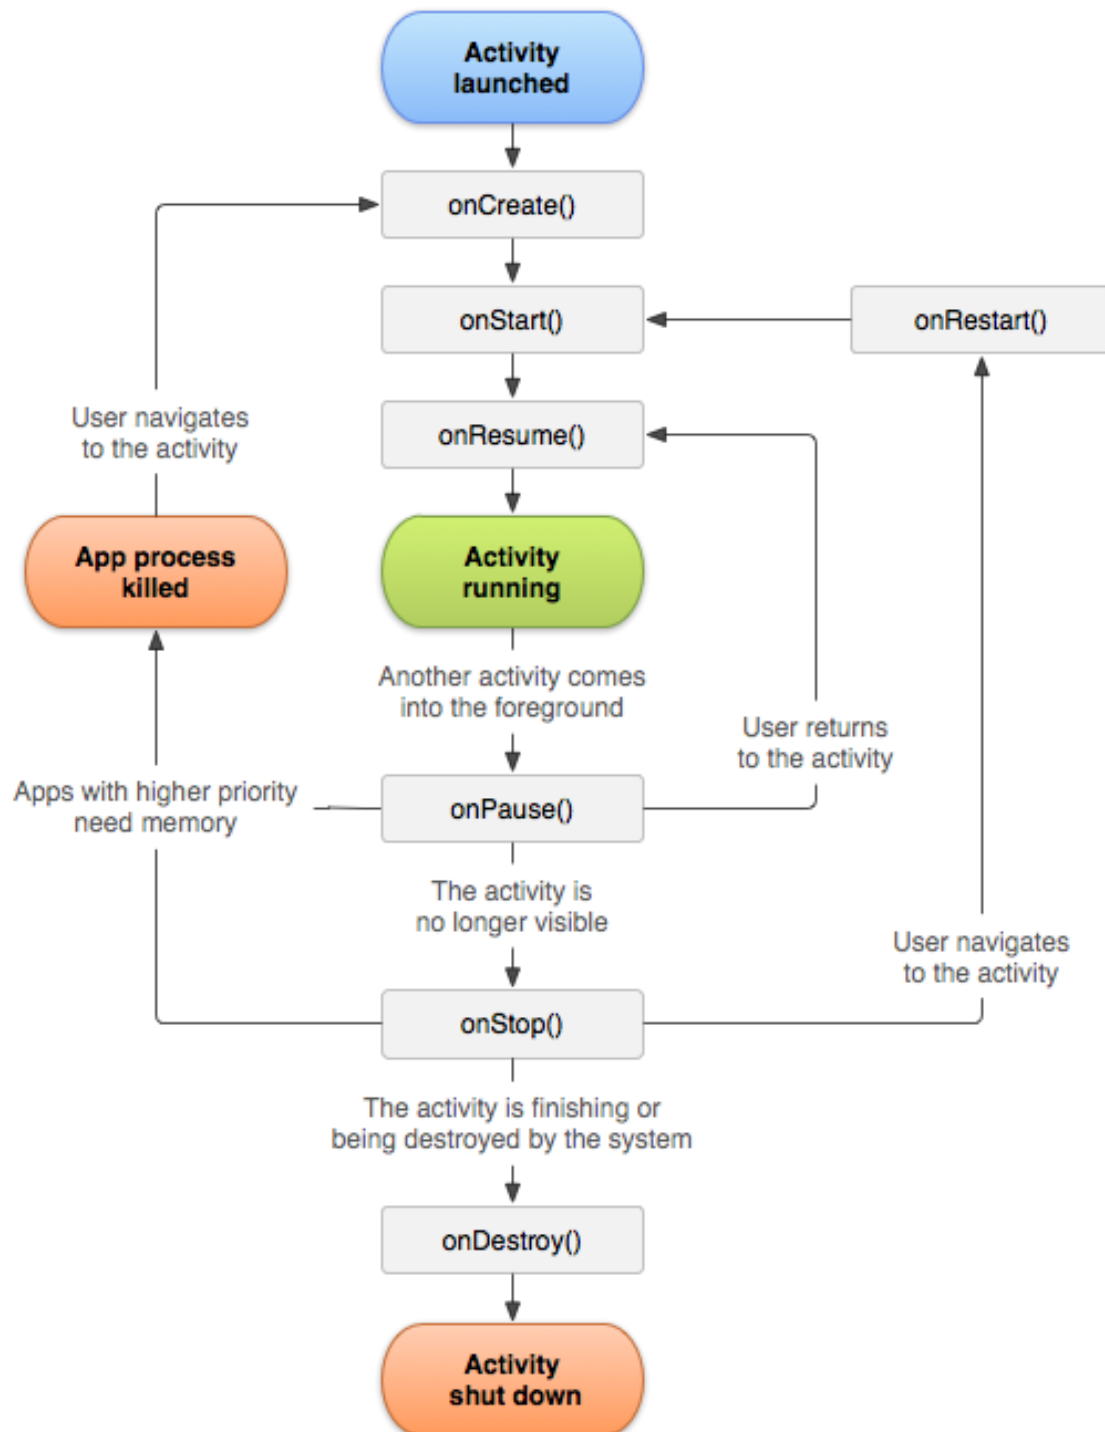 Activity
launched
onCreate()
onStart()
onRestart()
User navigates
to the activity
onResume()
App process
killed
Activity
running
Another activity comes
into the foreground
User returns
to the activity
Apps with higher priority
need memory
onPause()
The activity is
no longer visible
User navigates
to the activity
onStop()
The activity is finishing or
being destroyed by the system
onDestroy()
Activity
shut down